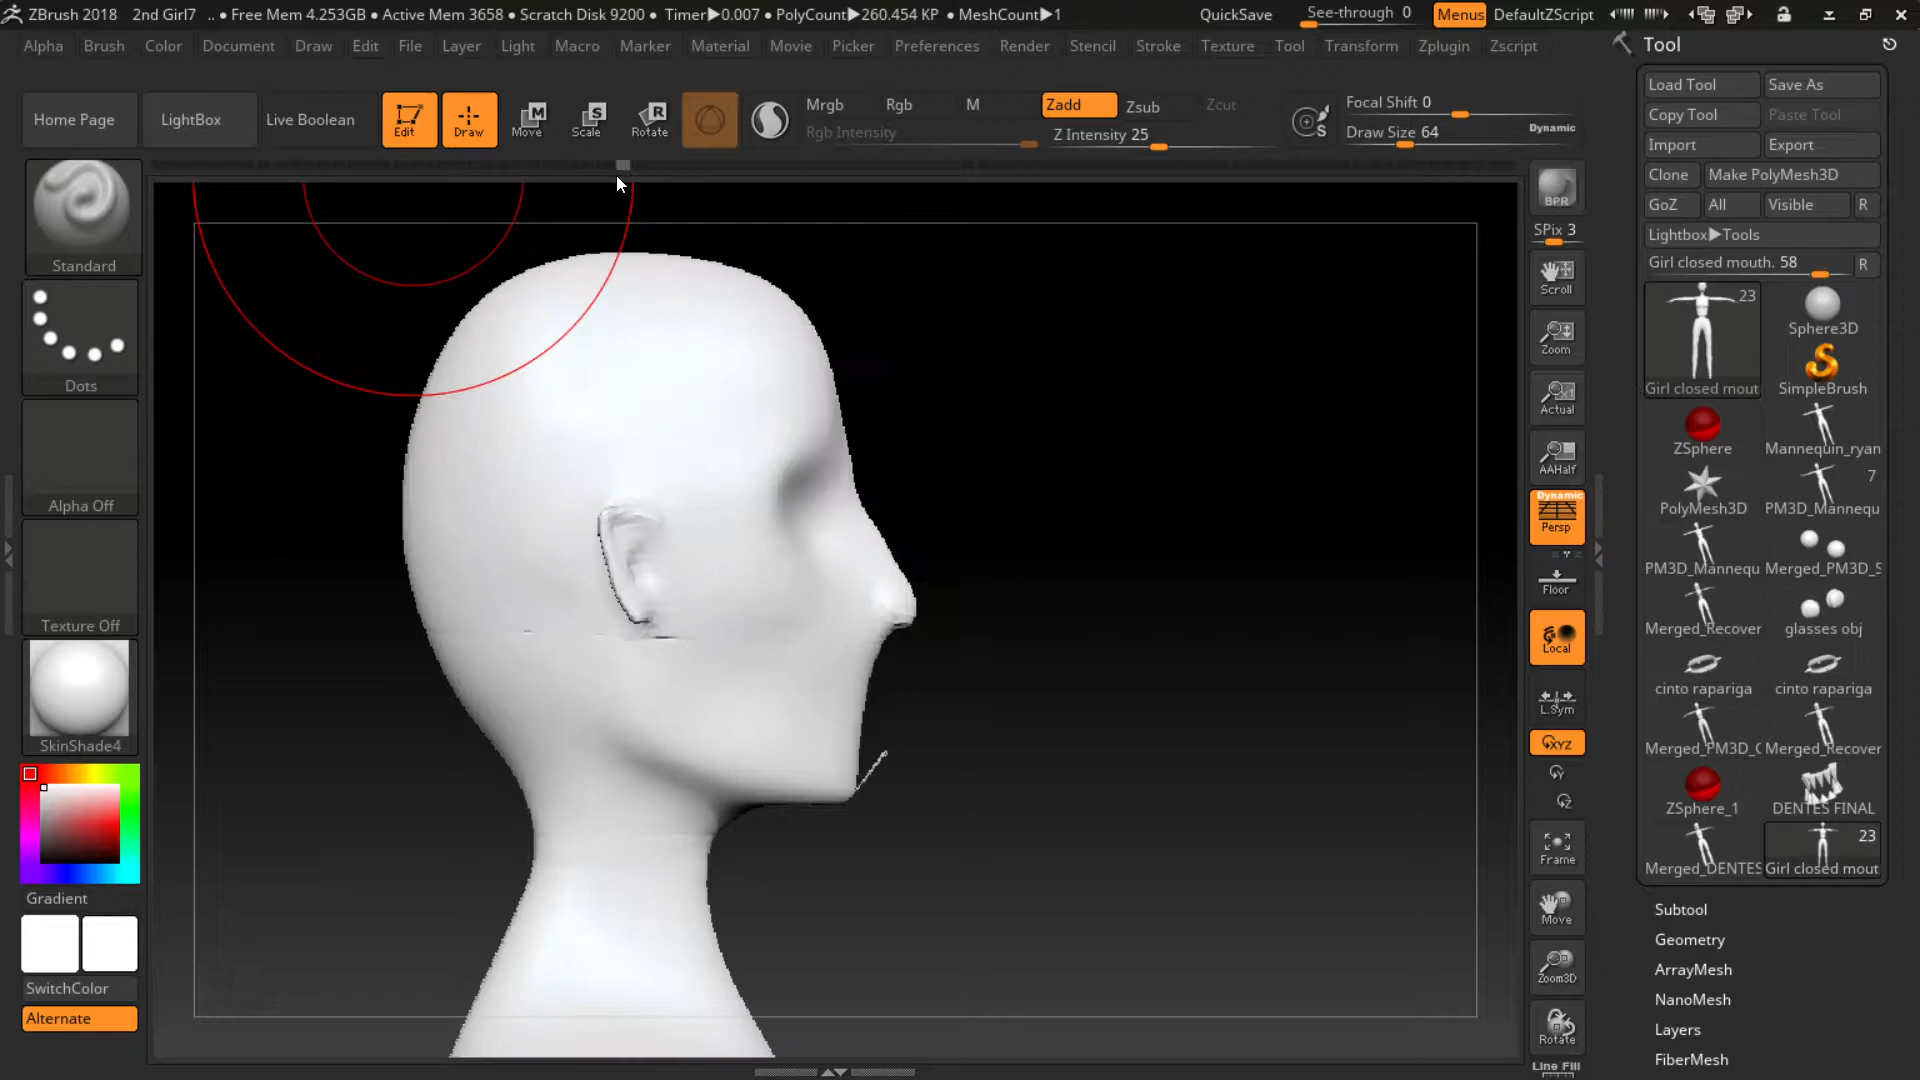 ZBrush 2018 2nd Girl7 .. • Free Mem 4.253GB • Active Mem 3658 • Scratch Disk 9200 • Timer▶0.007 • PolyCount▶260.454 KP • MeshCount▶1 QuickSave See-through 0 Menus DefaultZScript
Alpha Brush Color Document Draw Edit File Layer Light Macro Marker Material Movie Picker Preferences Render Stencil Stroke Texture Tool Transform Zplugin Zscript
Tool
Load Tool Save As
Copy Tool Paste Tool
Import Export
Clone Make PolyMesh3D
GoZ All Visible R
Lightbox▶Tools
Girl closed mouth. 58 R
Home Page LightBox Live Boolean Edit Draw Move Scale Rotate
Mrgb Rgb M Zadd Zsub Zcut
Rgb Intensity Z Intensity 25
S
Focal Shift 0
Draw Size 64 Dynamic
Standard
Dots
Alpha Off
Texture Off
SkinShade4
Gradient
SwitchColor
Alternate
BPR
SPix 3
Scroll
Zoom
Actual
AAHalf
Dynamic
Persp
Floor
Local
L.Sym
XYZ
Y
Z
Frame
Move
Zoom3D
Rotate
Line Fill
23
Girl closed mout Sphere3D
SimpleBrush
ZSphere Mannequin_ryan
7
PolyMesh3D PM3D_Mannequ
PM3D_Mannequ Merged_PM3D_S
Merged_Recover glasses obj
cinto rapariga cinto rapariga
Merged_PM3D_C Merged_Recover
ZSphere_1 DENTES FINAL
23
Merged_DENTES Girl closed mout
Subtool
Geometry
ArrayMesh
NanoMesh
Layers
FiberMesh